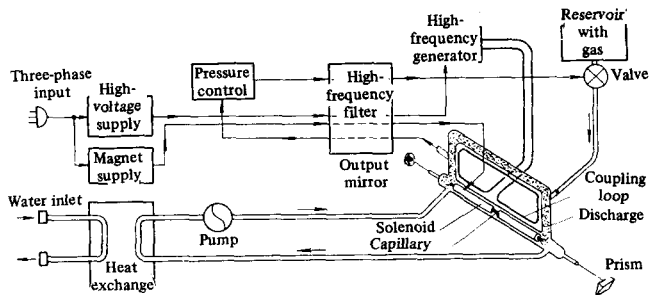 High-
frequency
generator
Reservoir
with
gas
Three-phase
input
High-
voltage
supply
Pressure
control
High-
frequency
filter
Valve
Magnet
supply
Output
mirror
Water inlet
Coupling
loop
Pump
Solenoid
Discharge
Capillary
Heat
exchange
Prism